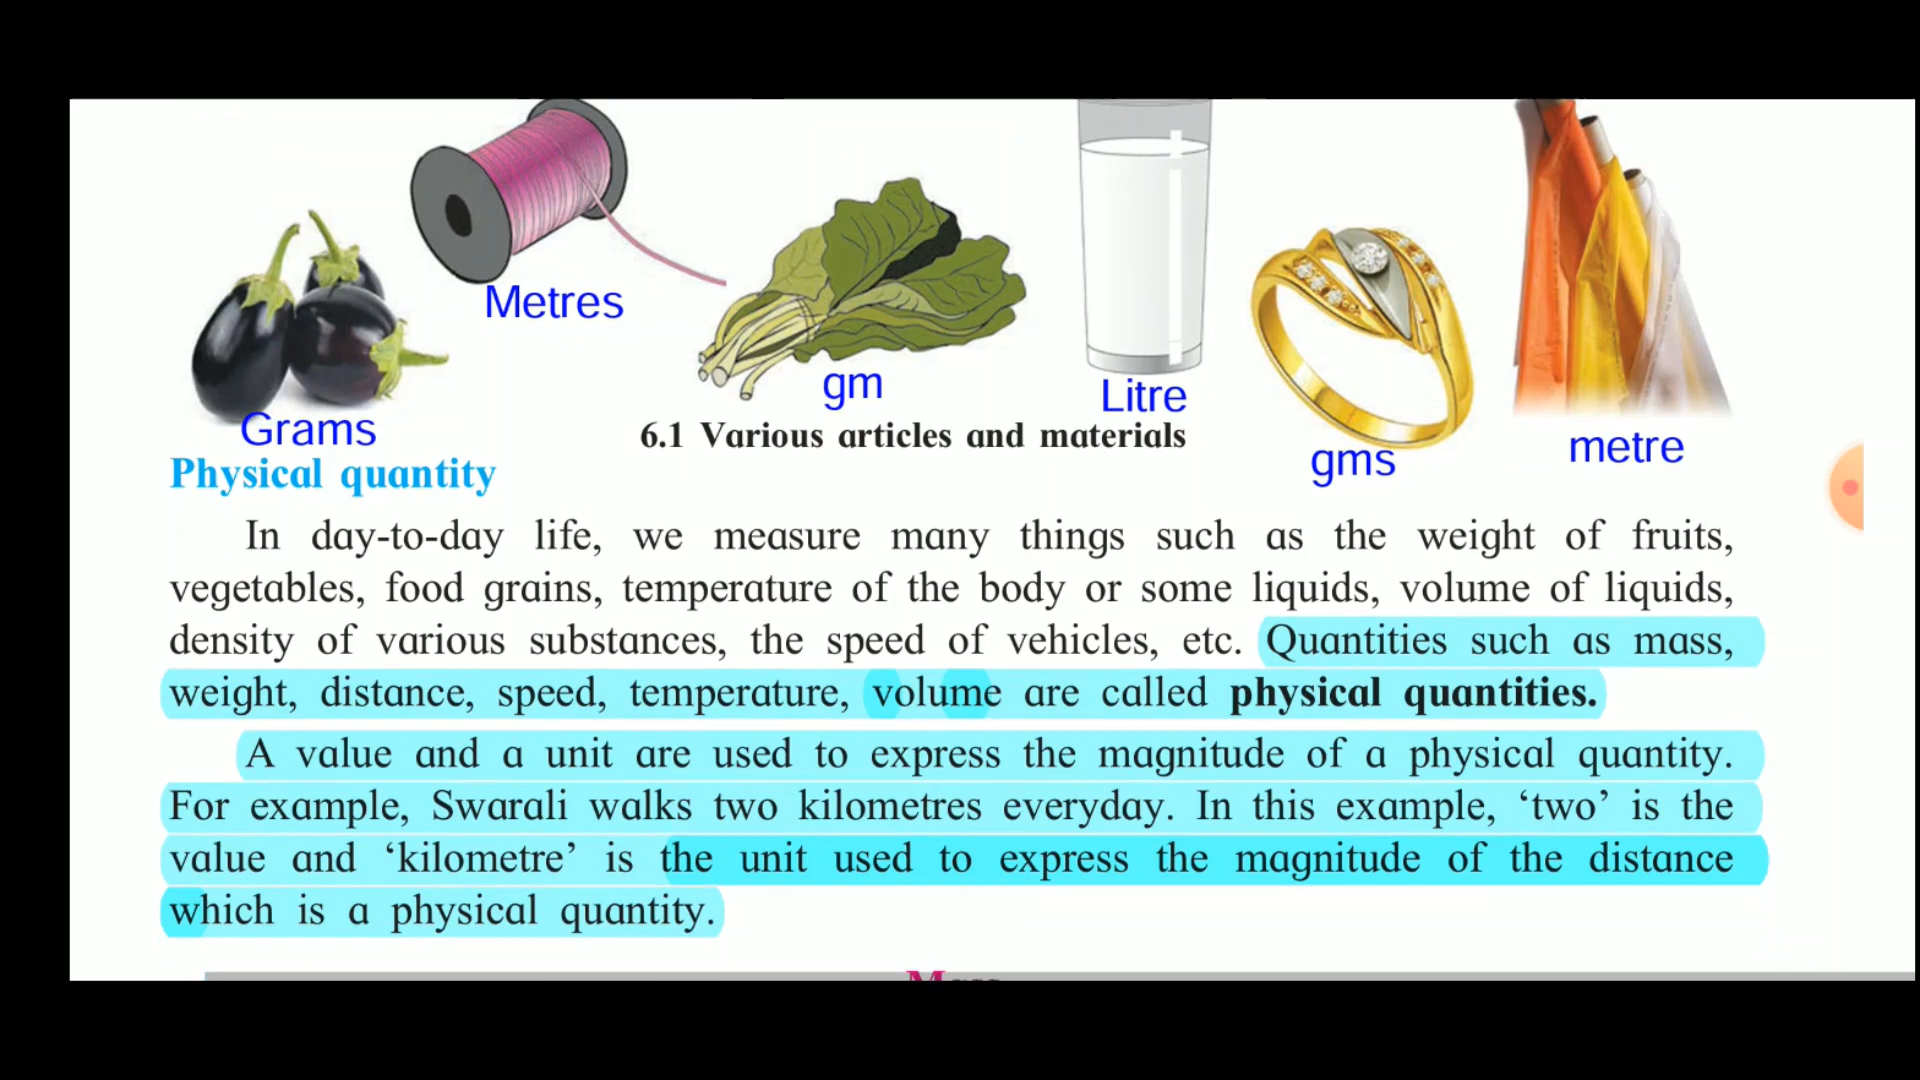 Metres
gm
Litre
Grams
6.1 Various articles and materials
gms
metre
Physical quantity
In day-to-day life, we measure many things such as the weight of fruits,
vegetables, food grains, temperature of the body or some liquids, volume of liquids,
density of various substances, the speed of vehicles, etc. Quantities such as mass,
weight, distance, speed, temperature, volume are called physical quantities.
A value and a unit are used to express the magnitude of a physical quantity.
For example, Swarali walks two kilometres everyday. In this example, ‘two’ is the
value and ‘kilometre’ is the unit used to express the magnitude of the distance
which is a physical quantity.